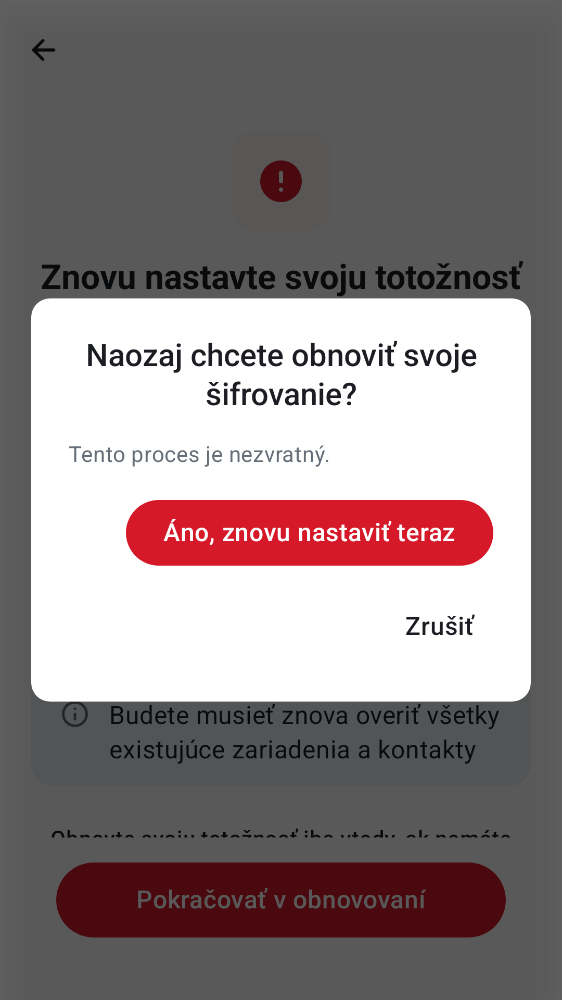 Znovu nastavte svoju totožnosť
Naozaj chcete obnoviť svoje
šifrovanie?
Tento proces je nezvratný.
Áno, znovu nastaviť teraz
Zrušiť
Budete musieť znova overiť všetky
existujúce zariadenia a kontakty
Obnovte svoju totožnosť iba vtedy, ak nemáte
Pokračovať v obnovovaní